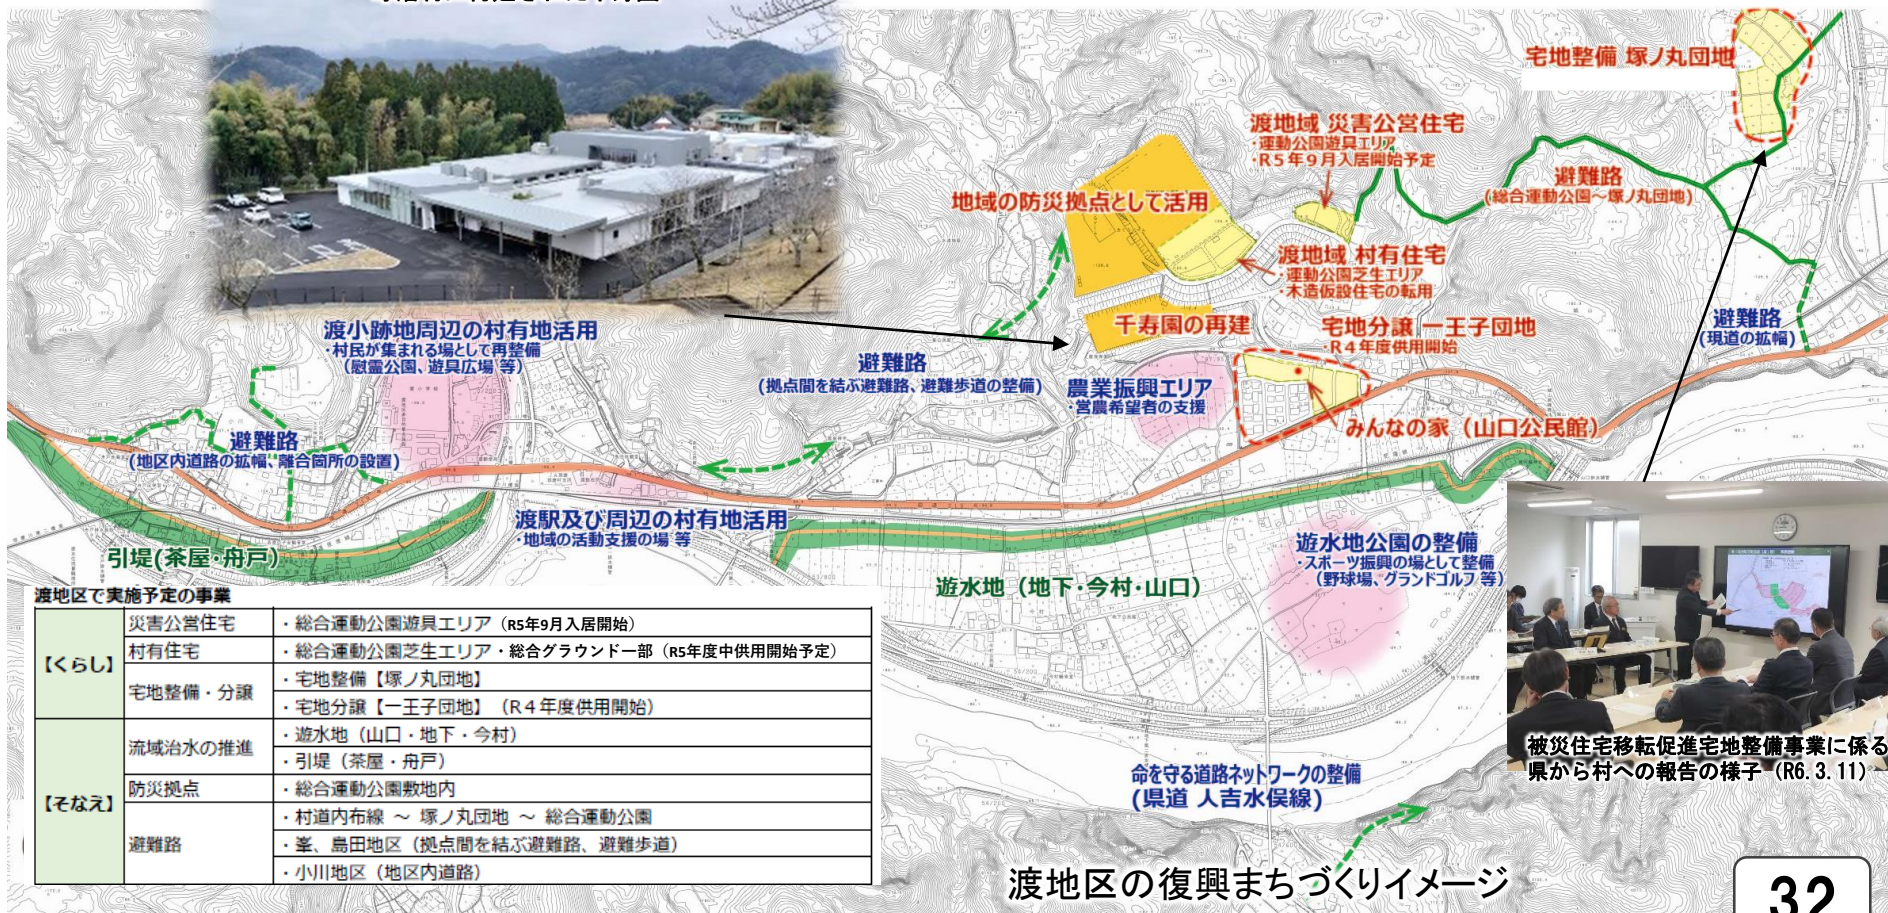 宅地整備 塚ノ丸団地
渡地域 災害公営住宅
・運動公園遊具エリア
・R5年9月入居開始予定
避難路
(総合運動公園～塚ノ丸団地)
地域の防災拠点として活用
渡地域 村有住宅
・運動公園芝生エリア
・木造仮設住宅の転用
千寿園の再建
宅地分譲 一王子団地
・R４年度供用開始
避難路
(現道の拡幅)
渡小跡地周辺の村有地活用
・村民が集まれる場として再整備
(慰霊公園、遊具広場 等)
避難路
(拠点間を結ぶ避難路、避難歩道の整備)
農業振興エリア
・営農希望者の支援
みんなの家（山口公民館）
避難路
(地区内道路の拡幅、離合箇所の設置)
渡駅及び周辺の村有地活用
・地域の活動支援の場 等
引堤(茶屋・舟戸)
遊水地公園の整備
・スポーツ振興の場として整備
(野球場、グランドゴルフ 等)
遊水地（地下・今村・山口）
渡地区で実施予定の事業
【くらし】
災害公営住宅
・総合運動公園遊具エリア（R5年9月入居開始）
村有住宅
・総合運動公園芝生エリア・総合グラウンド一部（R5年度中供用開始予定）
宅地整備・分譲
・宅地整備【塚ノ丸団地】
・宅地分譲【一王子団地】（R４年度供用開始）
【そなえ】
流域治水の推進
・遊水地（山口・地下・今村）
・引堤（茶屋・舟戸）
防災拠点
・総合運動公園敷地内
避難路
・村道内布線 ～ 塚ノ丸団地 ～ 総合運動公園
・峯、島田地区（拠点間を結ぶ避難路、避難歩道）
・小川地区（地区内道路）
被災住宅移転促進宅地整備事業に係る
県から村への報告の様子（R6.3.11）
命を守る道路ネットワークの整備
(県道 人吉水俣線)
渡地区の復興まちづくりイメージ
32